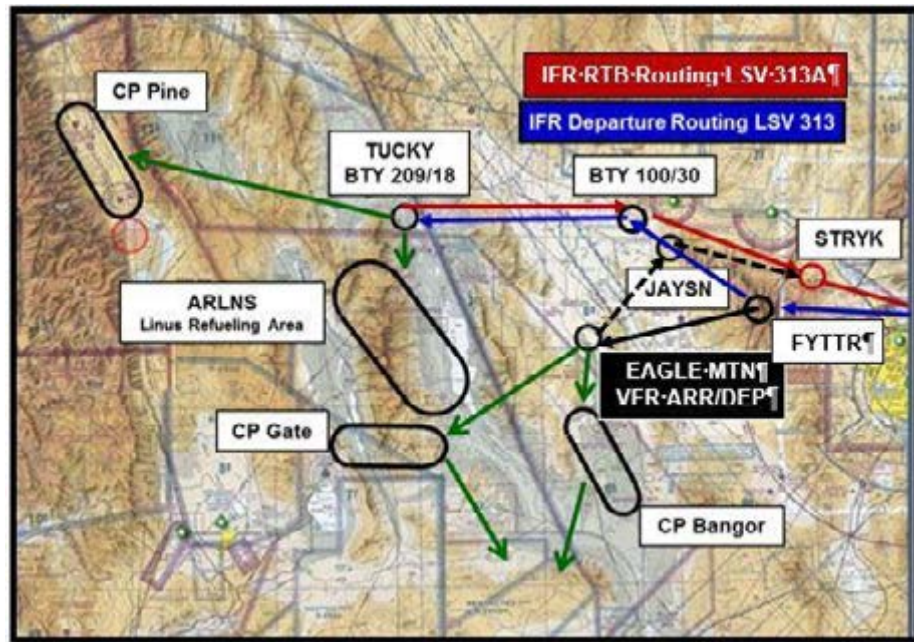 IFR·RTB·Routing·LSV·313A¶
IFR Departure Routing LSV 313
CP Pine
TUCKY
BTY 209/18
BTY 100/30
STRYK
JAYSN
ARLNS
Linus Refueling Area
FYTTR¶
EAGLE·MTN¶
VFR·ARR/DEP¶
CP Gate
CP Bangor